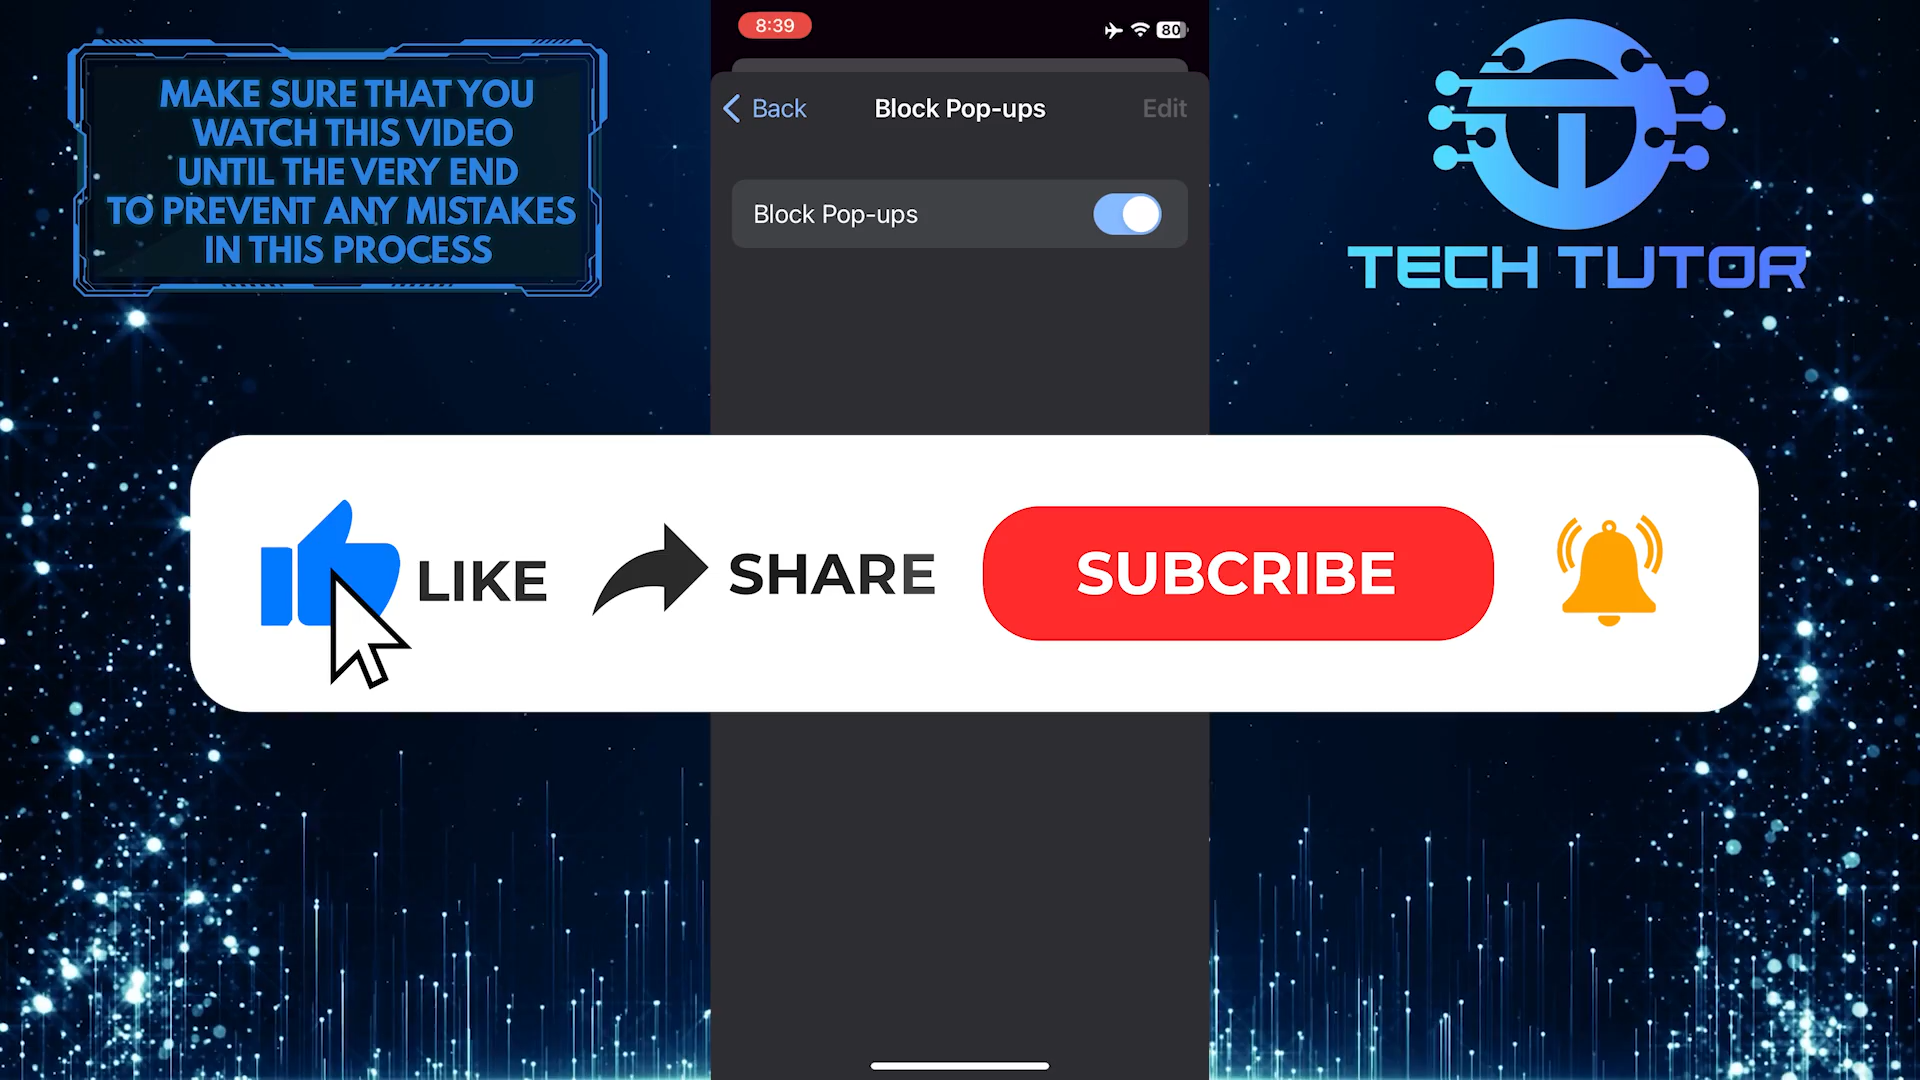 MAKE SURE THAT YOU
WATCH THIS VIDEO
UNTIL THE VERY END
TO PREVENT ANY MISTAKES
IN THIS PROCESS
8:39
80
Back
Block Pop-ups
Edit
Block Pop-ups
TECH TUTOR
LIKE
SHARE
SUBCRIBE